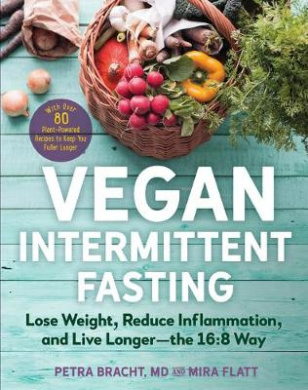 With Over
80
Plant-Powered
Recipes to Keep You
Fuller Longer
VEGAN
INTERMITTENT
FASTING
Lose Weight, Reduce Inflammation,
and Live Longer—the 16:8 Way
PETRA BRACHT, MD AND MIRA FLATT